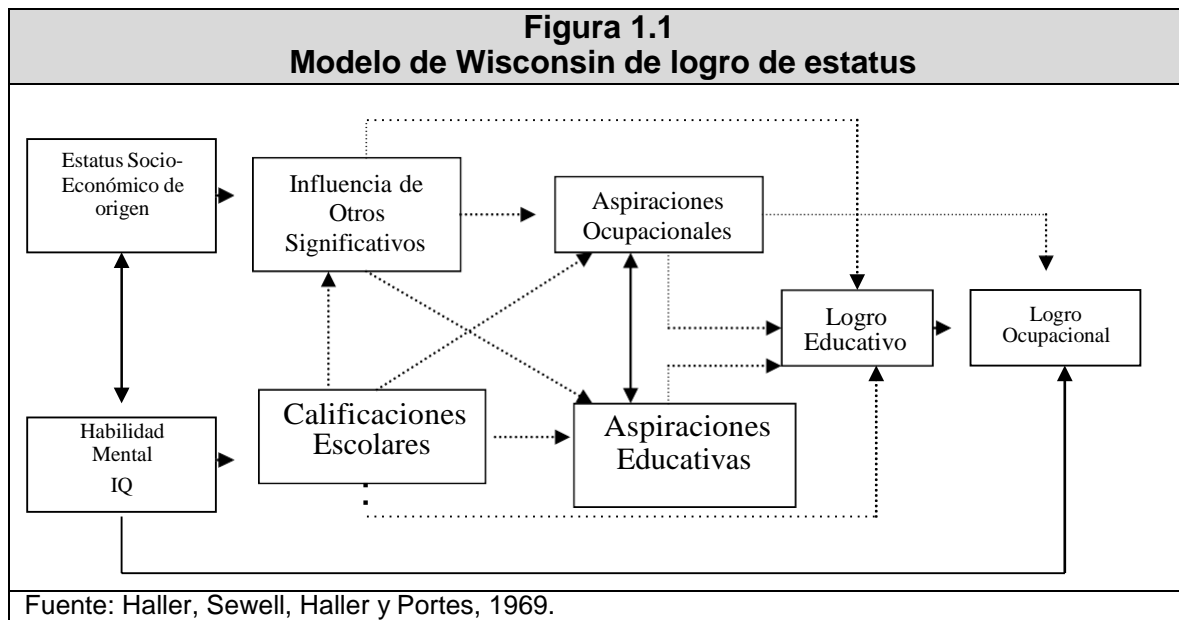 Figura 1.1
Modelo de Wisconsin de logro de estatus
Estatus Socio-
Económico de
origen
Influencia de
Otros
Significativos
Aspiraciones
Ocupacionales
Logro
Educativo
Logro
Ocupacional
Habilidad
Mental
IQ
Calificaciones
Escolares
Aspiraciones
Educativas
Fuente: Haller, Sewell, Haller y Portes, 1969.